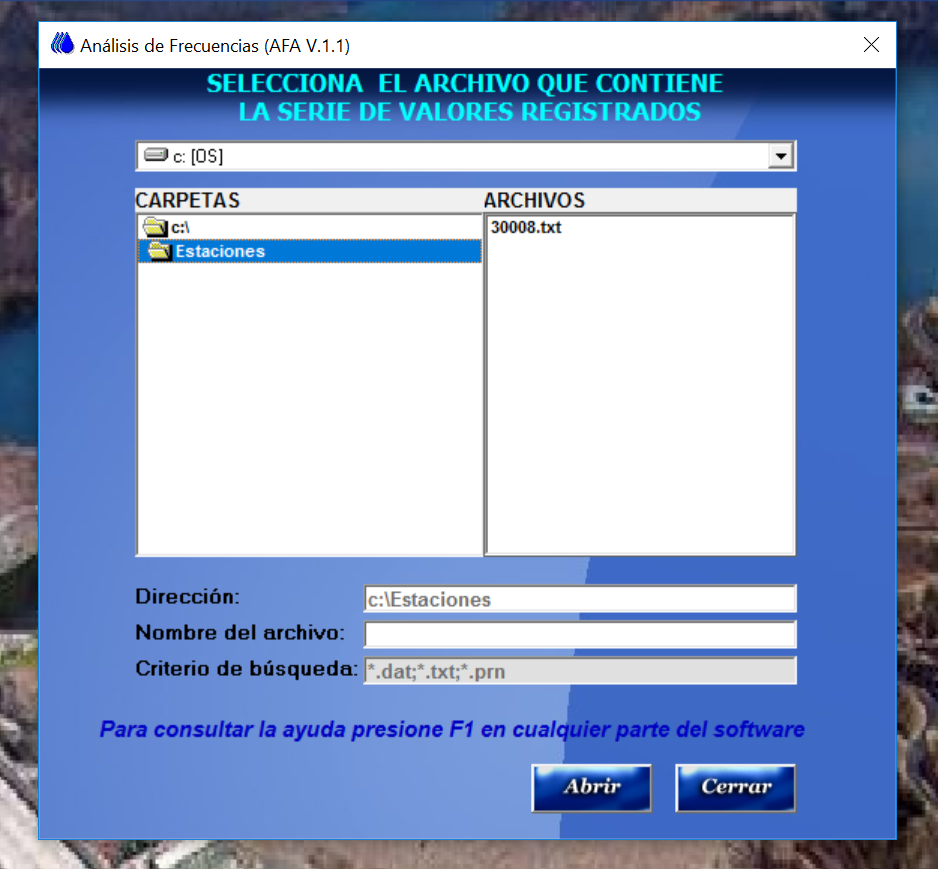 Análisis de Frecuencias (AFA V.1.1)
SELECCIONA EL ARCHIVO QUE CONTIENE
LA SERIE DE VALORES REGISTRADOS
c: [OS]
CARPETAS
c:\
Estaciones
ARCHIVOS
30008.txt
Dirección: c:\Estaciones
Nombre del archivo:
Criterio de búsqueda: *.dat;*.txt;*.prn
Para consultar la ayuda presione F1 en cualquier parte del software
Abrir Cerrar